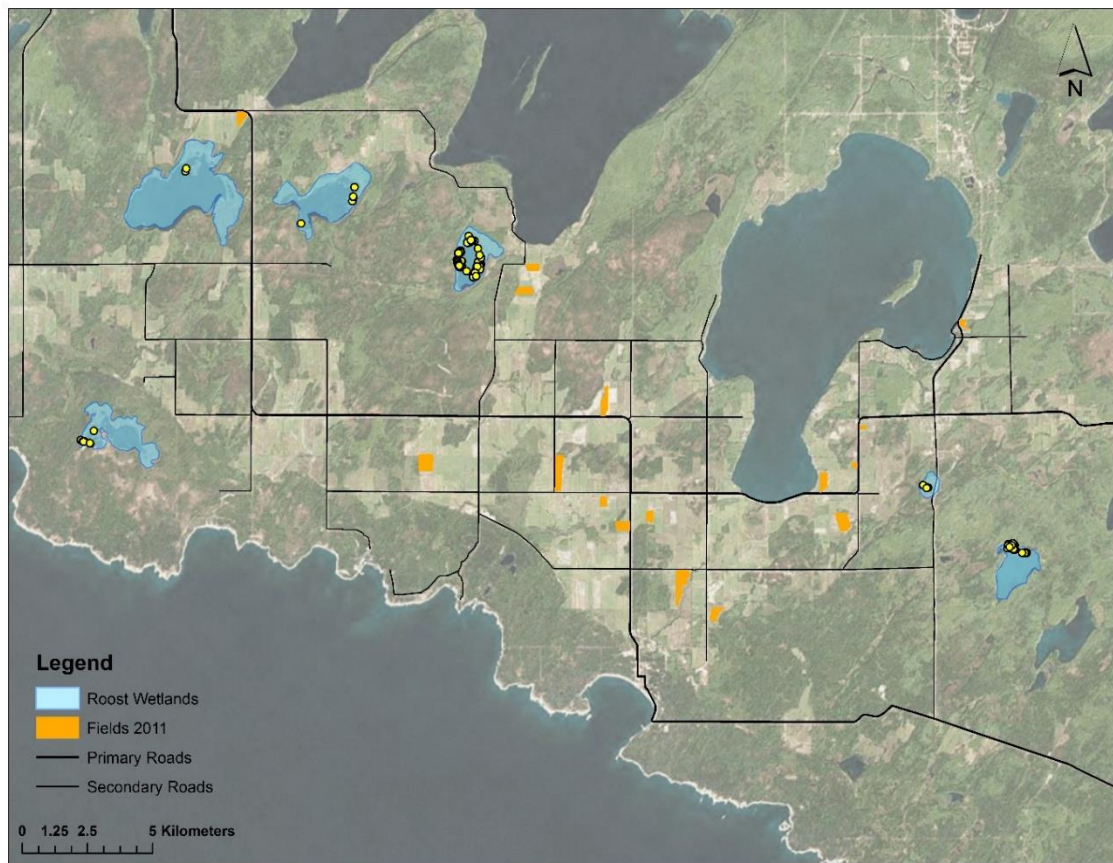 N
Legend
Roost Wetlands
Fields 2011
Primary Roads
Secondary Roads
0 1.25 2.5 5 Kilometers